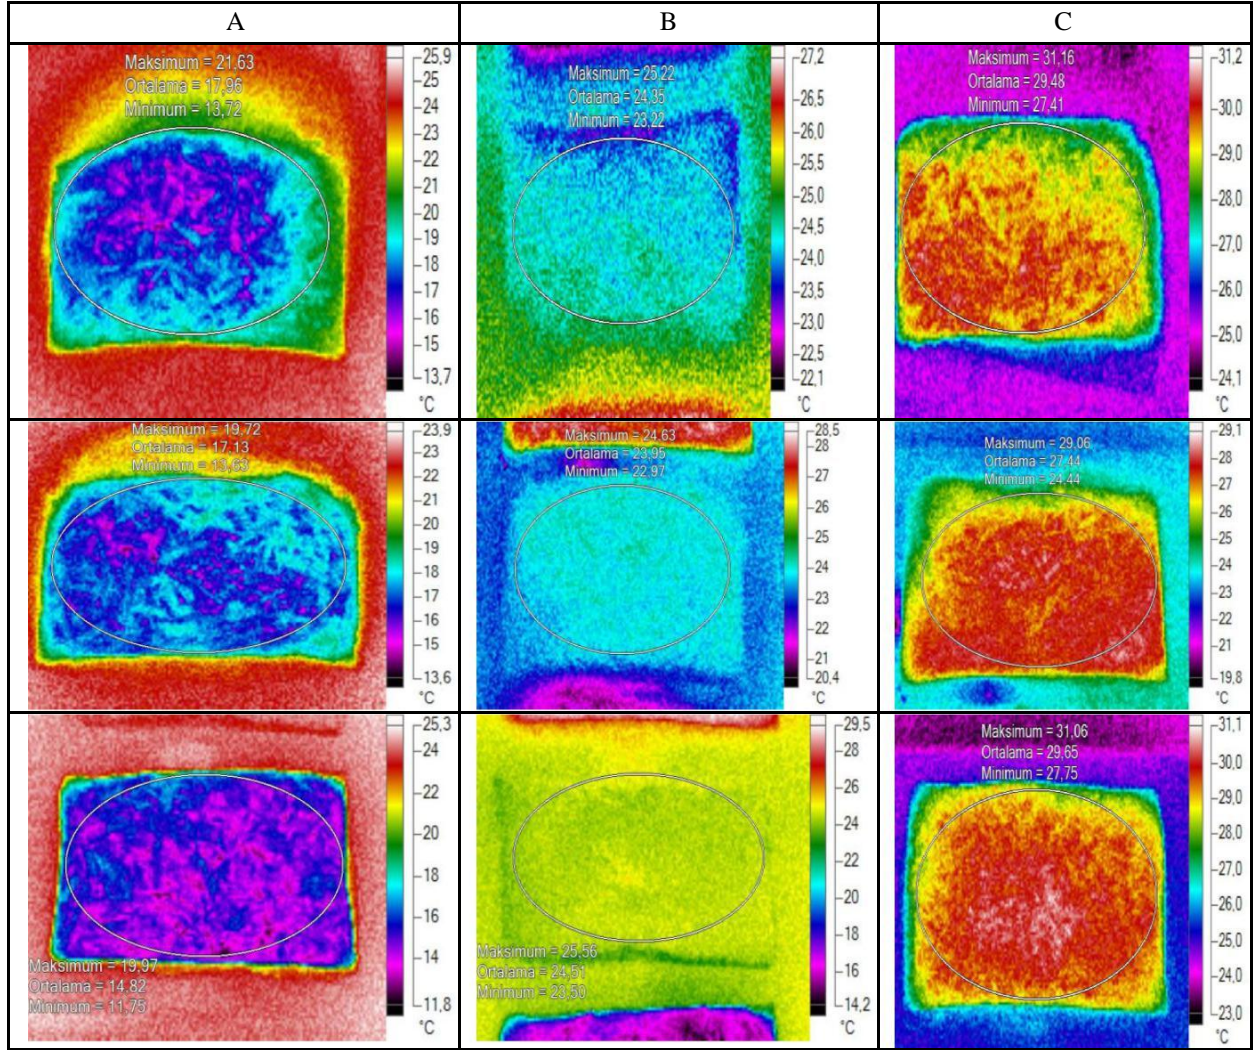 A
B
C
Maksimum = 21,63
Ortalama = 17,96
Minimum = 13,72
25,9
25
24
23
22
21
20
19
18
17
16
15
13,7
°C
Maksimum = 25,22
Ortalama = 24,35
Minimum = 23,22
27,2
26,5
26,0
25,5
25,0
24,5
24,0
23,5
23,0
22,5
22,1
°C
Maksimum = 31,16
Ortalama = 29,48
Minimum = 27,41
31,2
30,0
29,0
28,0
27,0
26,0
25,0
24,1
°C
Maksimum = 19,72
Ortalama = 17,13
Minimum = 13,63
23,9
22
21
20
19
18
17
16
15
13,6
°C
Maksimum = 24,63
Ortalama = 23,95
Minimum = 22,97
28,5
28
27
26
25
24
23
22
21
20,4
°C
Maksimum = 29,06
Ortalama = 27,44
Minimum = 24,44
29,1
28
27
26
25
24
23
22
21
19,8
°C
Maksimum = 19,97
Ortalama = 14,82
Minimum = 11,75
25,3
24
22
20
18
16
14
11,8
°C
Maksimum = 25,56
Ortalama = 24,51
Minimum = 23,50
29,5
28
26
24
22
20
18
16
14,2
°C
Maksimum = 31,06
Ortalama = 29,65
Minimum = 27,75
31,1
30,0
29,0
28,0
27,0
26,0
25,0
24,0
23,0
°C